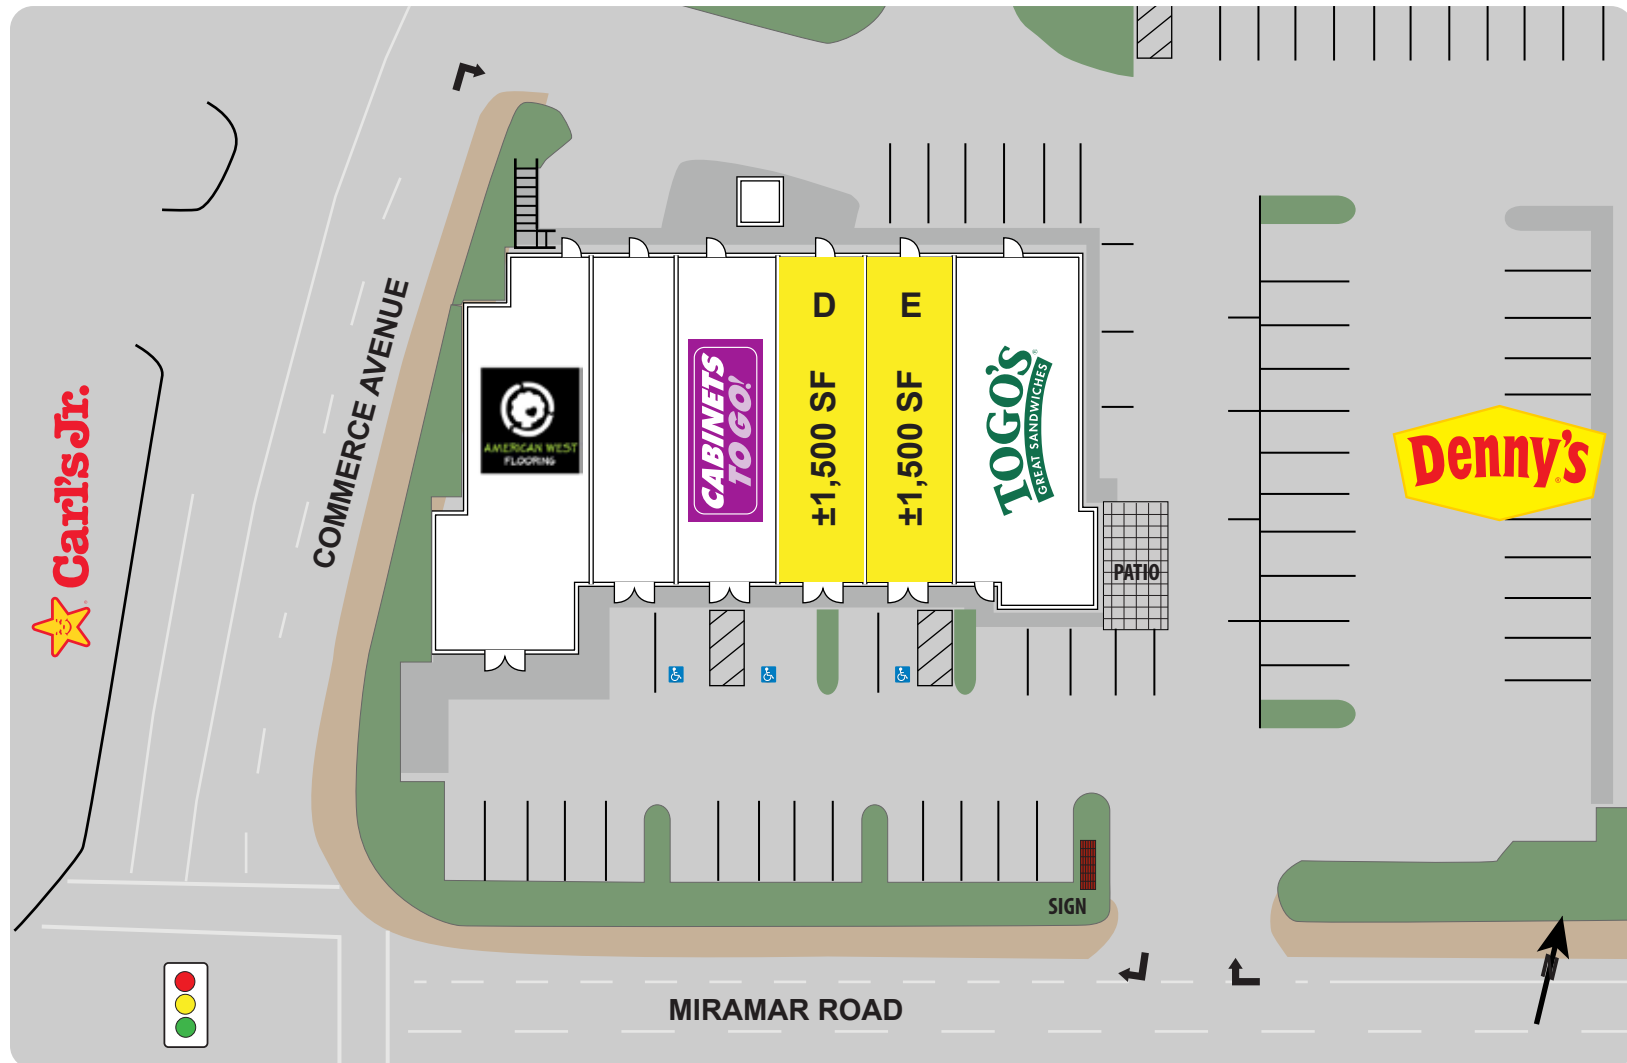 COMMERCE AVENUE
Carl's Jr.
AMERICAN WEST
FLOORING
CABINETS
TO GO!
D
±1,500 SF
E
±1,500 SF
TOGO'S
GREAT SANDWICHES
PATIO
Denny's
SIGN
MIRAMAR ROAD
N